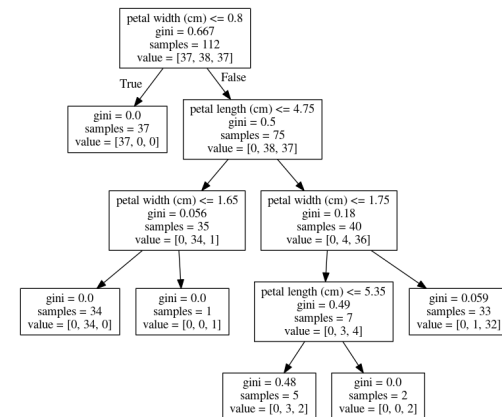 petal width (cm) <= 0.8
gini = 0.667
samples = 112
value = [37, 38, 37]
True
False
gini = 0.0
samples = 37
value = [37, 0, 0]
petal length (cm) <= 4.75
gini = 0.5
samples = 75
value = [0, 38, 37]
petal width (cm) <= 1.65
gini = 0.056
samples = 35
value = [0, 34, 1]
petal width (cm) <= 1.75
gini = 0.18
samples = 40
value = [0, 4, 36]
gini = 0.0
samples = 34
value = [0, 34, 0]
gini = 0.0
samples = 1
value = [0, 0, 1]
petal length (cm) <= 5.35
gini = 0.49
samples = 7
value = [0, 3, 4]
gini = 0.059
samples = 33
value = [0, 1, 32]
gini = 0.48
samples = 5
value = [0, 3, 2]
gini = 0.0
samples = 2
value = [0, 0, 2]